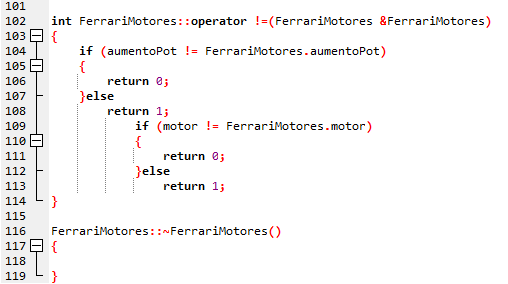 101
102 int FerrariMotores::operator !=(FerrariMotores &FerrariMotores)
103 {
104     if (aumentoPot != FerrariMotores.aumentoPot)
105     {
106         return 0;
107     }else
108         return 1;
109             if (motor != FerrariMotores.motor)
110             {
111                 return 0;
112             }else
113                 return 1;
114 }
115
116 FerrariMotores::~FerrariMotores()
117 {
118
119 }